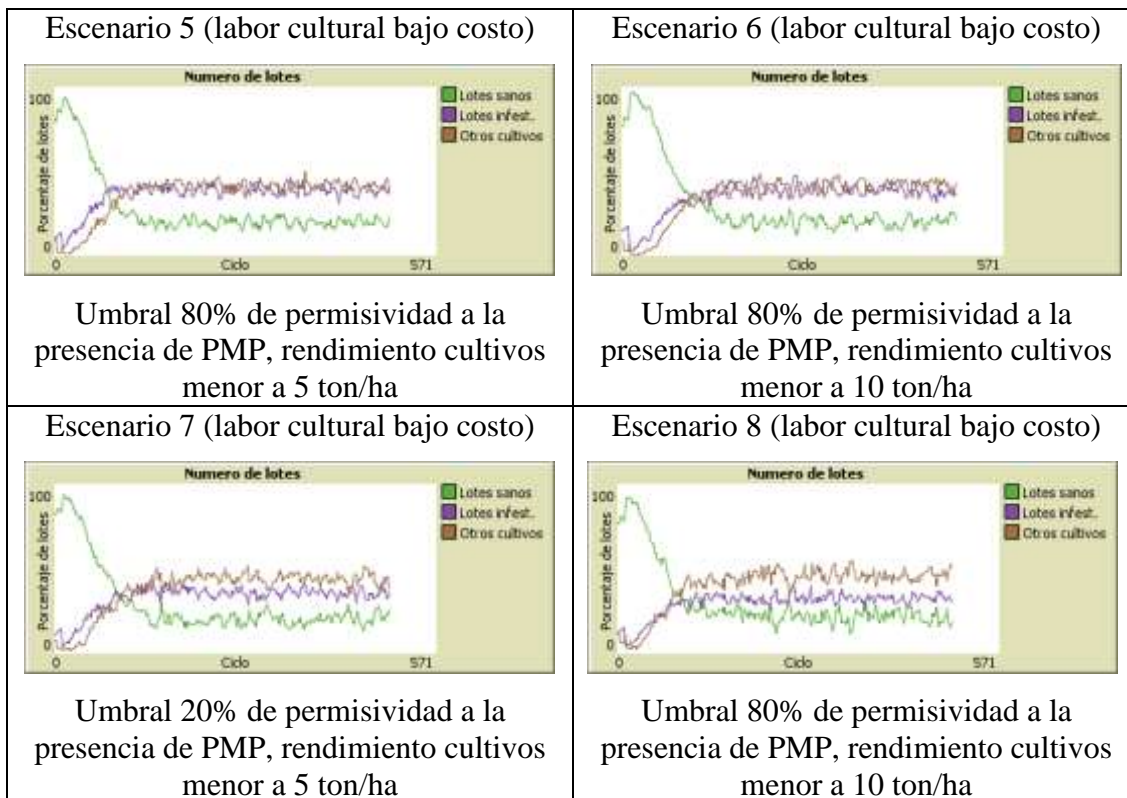 Escenario 5 (labor cultural bajo costo)
Numero de lotes
100
Porcentaje de lotes
0
0
Ciclo
571
Lotes sanos
Lotes infest..
Otros cultivos
Umbral 80% de permisividad a la
presencia de PMP, rendimiento cultivos
menor a 5 ton/ha
Escenario 6 (labor cultural bajo costo)
Numero de lotes
100
Porcentaje de lotes
0
0
Ciclo
571
Lotes sanos
Lotes infest..
Otros cultivos
Umbral 80% de permisividad a la
presencia de PMP, rendimiento cultivos
menor a 10 ton/ha
Escenario 7 (labor cultural bajo costo)
Numero de lotes
100
Porcentaje de lotes
0
0
Ciclo
571
Lotes sanos
Lotes infest..
Otros cultivos
Umbral 20% de permisividad a la
presencia de PMP, rendimiento cultivos
menor a 5 ton/ha
Escenario 8 (labor cultural bajo costo)
Numero de lotes
100
Porcentaje de lotes
0
0
Ciclo
571
Lotes sanos
Lotes infest..
Otros cultivos
Umbral 80% de permisividad a la
presencia de PMP, rendimiento cultivos
menor a 10 ton/ha